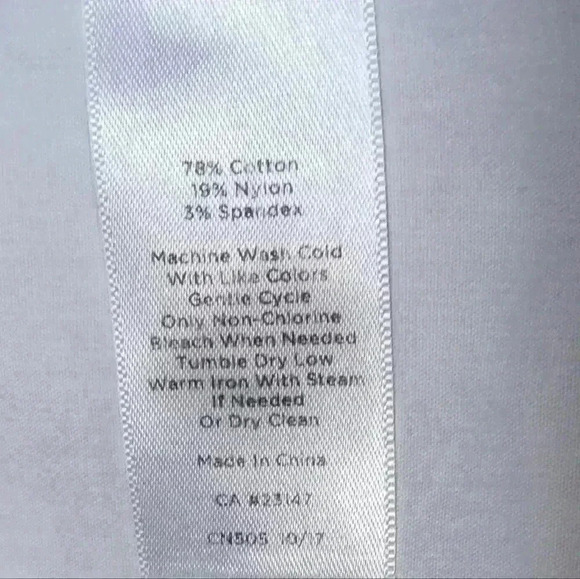 78% Cotton
19% Nylon
3% Spandex
Machine Wash Cold
With Like Colors
Gentle Cycle
Only Non-Chlorine
Bleach When Needed
Tumble Dry Low
Warm Iron With Steam
If Needed
Or Dry Clean
Made In China
CA #23147
CN505 10/17